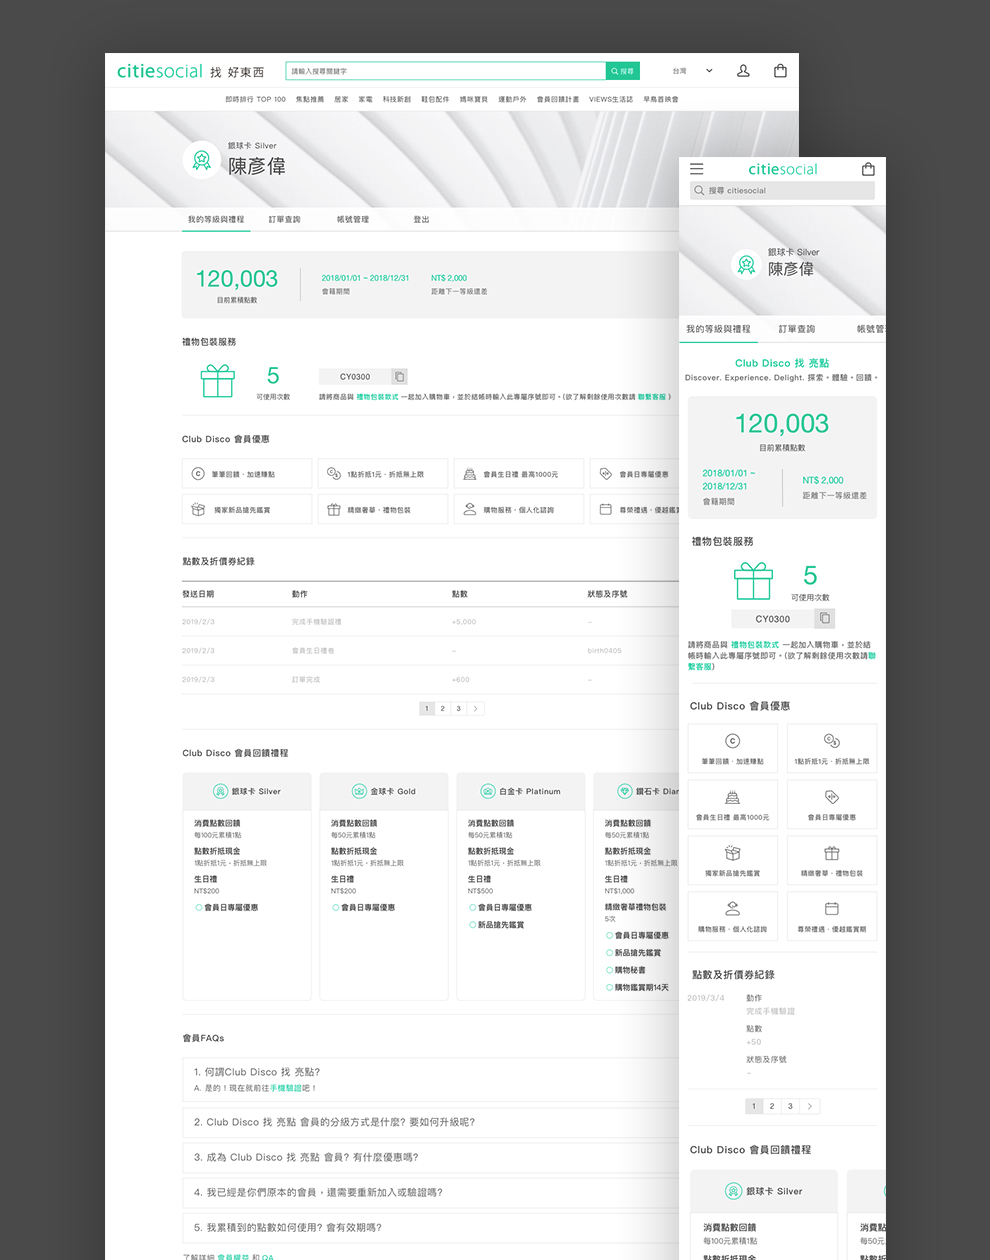 citiesocial 找 好東西
請輸入搜尋關鍵字
搜尋
台灣
即時排行 TOP 100 焦點推薦 居家 家電 科技新創 鞋包配件 媽咪寶貝 運動戶外 會員回饋計畫 VIEWS生活誌 早鳥首映會
銀球卡 Silver
陳彥偉
我的等級與禮程 訂單查詢 帳號管理 登出
120,003
目前累積點數
2018/01/01 ~ 2018/12/31
會籍期間
NT$ 2,000
距離下一等級還差
禮物包裝服務
5
可使用次數
CY0300
請將商品與 禮物包裝款式 一起加入購物車，並於結帳時輸入此專屬序號即可。(欲了解剩餘使用次數請 聯繫客服 )
Club Disco 會員優惠
筆筆回饋・加速賺點
1點折抵1元・折抵無上限
會員生日禮 最高1000元
會員日專屬優惠
獨家新品搶先鑑賞
精緻奢華・禮物包裝
購物服務・個人化諮詢
尊榮禮遇・優越鑑賞
點數及折價券紀錄
發送日期 動作 點數 狀態及序號
2019/2/3 完成手機驗證禮 +5,000 –
2019/2/3 會員生日禮卷 – birth0405
2019/2/3 訂單完成 +600 –
1 2 3
Club Disco 會員回饋禮程
銀球卡 Silver
消費點數回饋
每100元累積1點
點數折抵現金
1點折抵1元，折抵無上限
生日禮
NT$200
會員日專屬優惠
金球卡 Gold
消費點數回饋
每50元累積1點
點數折抵現金
1點折抵1元，折抵無上限
生日禮
NT$200
會員日專屬優惠
白金卡 Platinum
消費點數回饋
每50元累積1點
點數折抵現金
1點折抵1元，折抵無上限
生日禮
NT$500
會員日專屬優惠
新品搶先鑑賞
鑽石卡 Diar
消費點數回饋
每50元累積1點
點數折抵現金
1點折抵1元，折抵無上限
生日禮
NT$1,000
精緻奢華禮物包裝
5次
會員日專屬優惠
新品搶先鑑賞
購物秘書
購物鑑賞期14天
會員FAQs
1. 何謂Club Disco 找 亮點?
A. 是的！現在就前往手機驗證吧！
2. Club Disco 找 亮點 會員的分級方式是什麼? 要如何升級呢?
3. 成為 Club Disco 找 亮點 會員? 有什麼優惠嗎?
4. 我已經是你們原本的會員，還需要重新加入或驗證嗎?
5. 我累積到的點數如何使用? 會有效期嗎?
了解詳細 會員權益 和 QA
citiesocial
搜尋 citiesocial
銀球卡 Silver
陳彥偉
我的等級與禮程 訂單查詢 帳號管
Club Disco 找 亮點
Discover. Experience. Delight. 探索。體驗。回饋。
120,003
目前累積點數
2018/01/01 ~
2018/12/31
會籍期間
NT$ 2,000
距離下一等級還差
禮物包裝服務
5
可使用次數
CY0300
請將商品與 禮物包裝款式 一起加入購物車，並於結
帳時輸入此專屬序號即可。(欲了解剩餘使用次數請聯
繫客服)
Club Disco 會員優惠
筆筆回饋・加速賺點
1點折抵1元・折抵無上限
會員生日禮 最高1000元
會員日專屬優惠
獨家新品搶先鑑賞
精緻奢華・禮物包裝
購物服務・個人化諮詢
尊榮禮遇・優越鑑賞期
點數及折價券紀錄
2019/3/4
動作
完成手機驗證
點數
+50
狀態及序號
–
1 2 3
Club Disco 會員回饋禮程
銀球卡 Silver
消費點數回饋
每100元累積1點
點數折抵現金
消費點
每50元
點數折